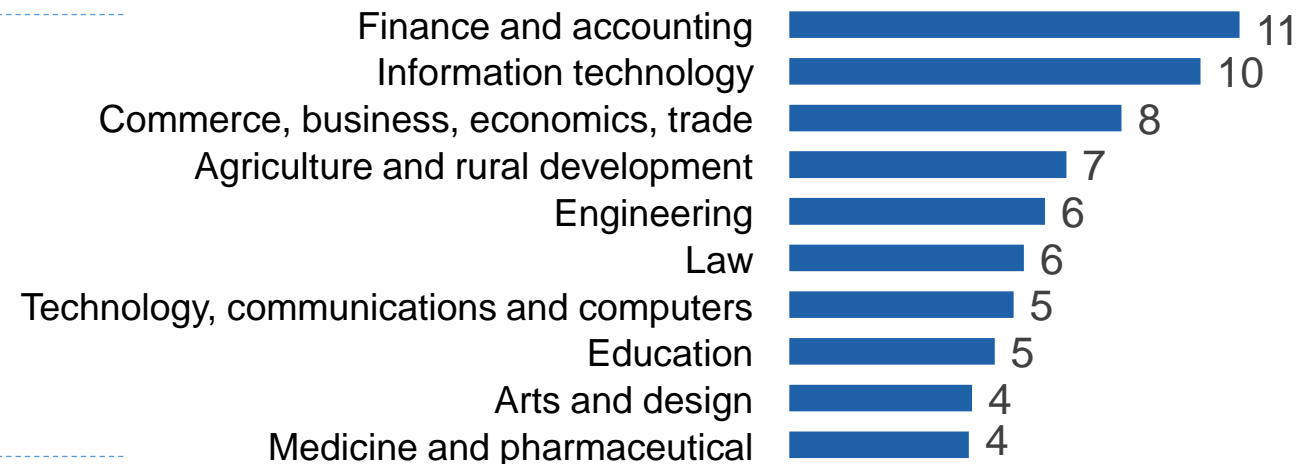 Finance and accounting 11
Information technology 10
Commerce, business, economics, trade 8
Agriculture and rural development 7
Engineering 6
Law 6
Technology, communications and computers 5
Education 5
Arts and design 4
Medicine and pharmaceutical 4